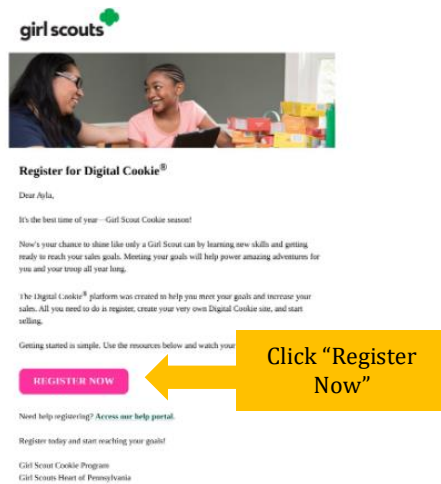 girl scouts
Register for Digital Cookie®
Dear Ayla,
It's the best time of year—Girl Scout Cookie season!
Now's your chance to shine like only a Girl Scout can by learning new skills and getting
ready to reach your sales goals. Meeting your goals will help power amazing adventures for
you and your troop all year long.
The Digital Cookie® platform was created to help you meet your goals and increase your
sales. All you need to do is register, create your very own Digital Cookie site, and start
selling.
Getting started is simple. Use the resources below and watch your
Click “Register
Now”
REGISTER NOW
Need help registering? Access our help portal.
Register today and start reaching your goals!
Girl Scout Cookie Program
Girl Scouts Heart of Pennsylvania